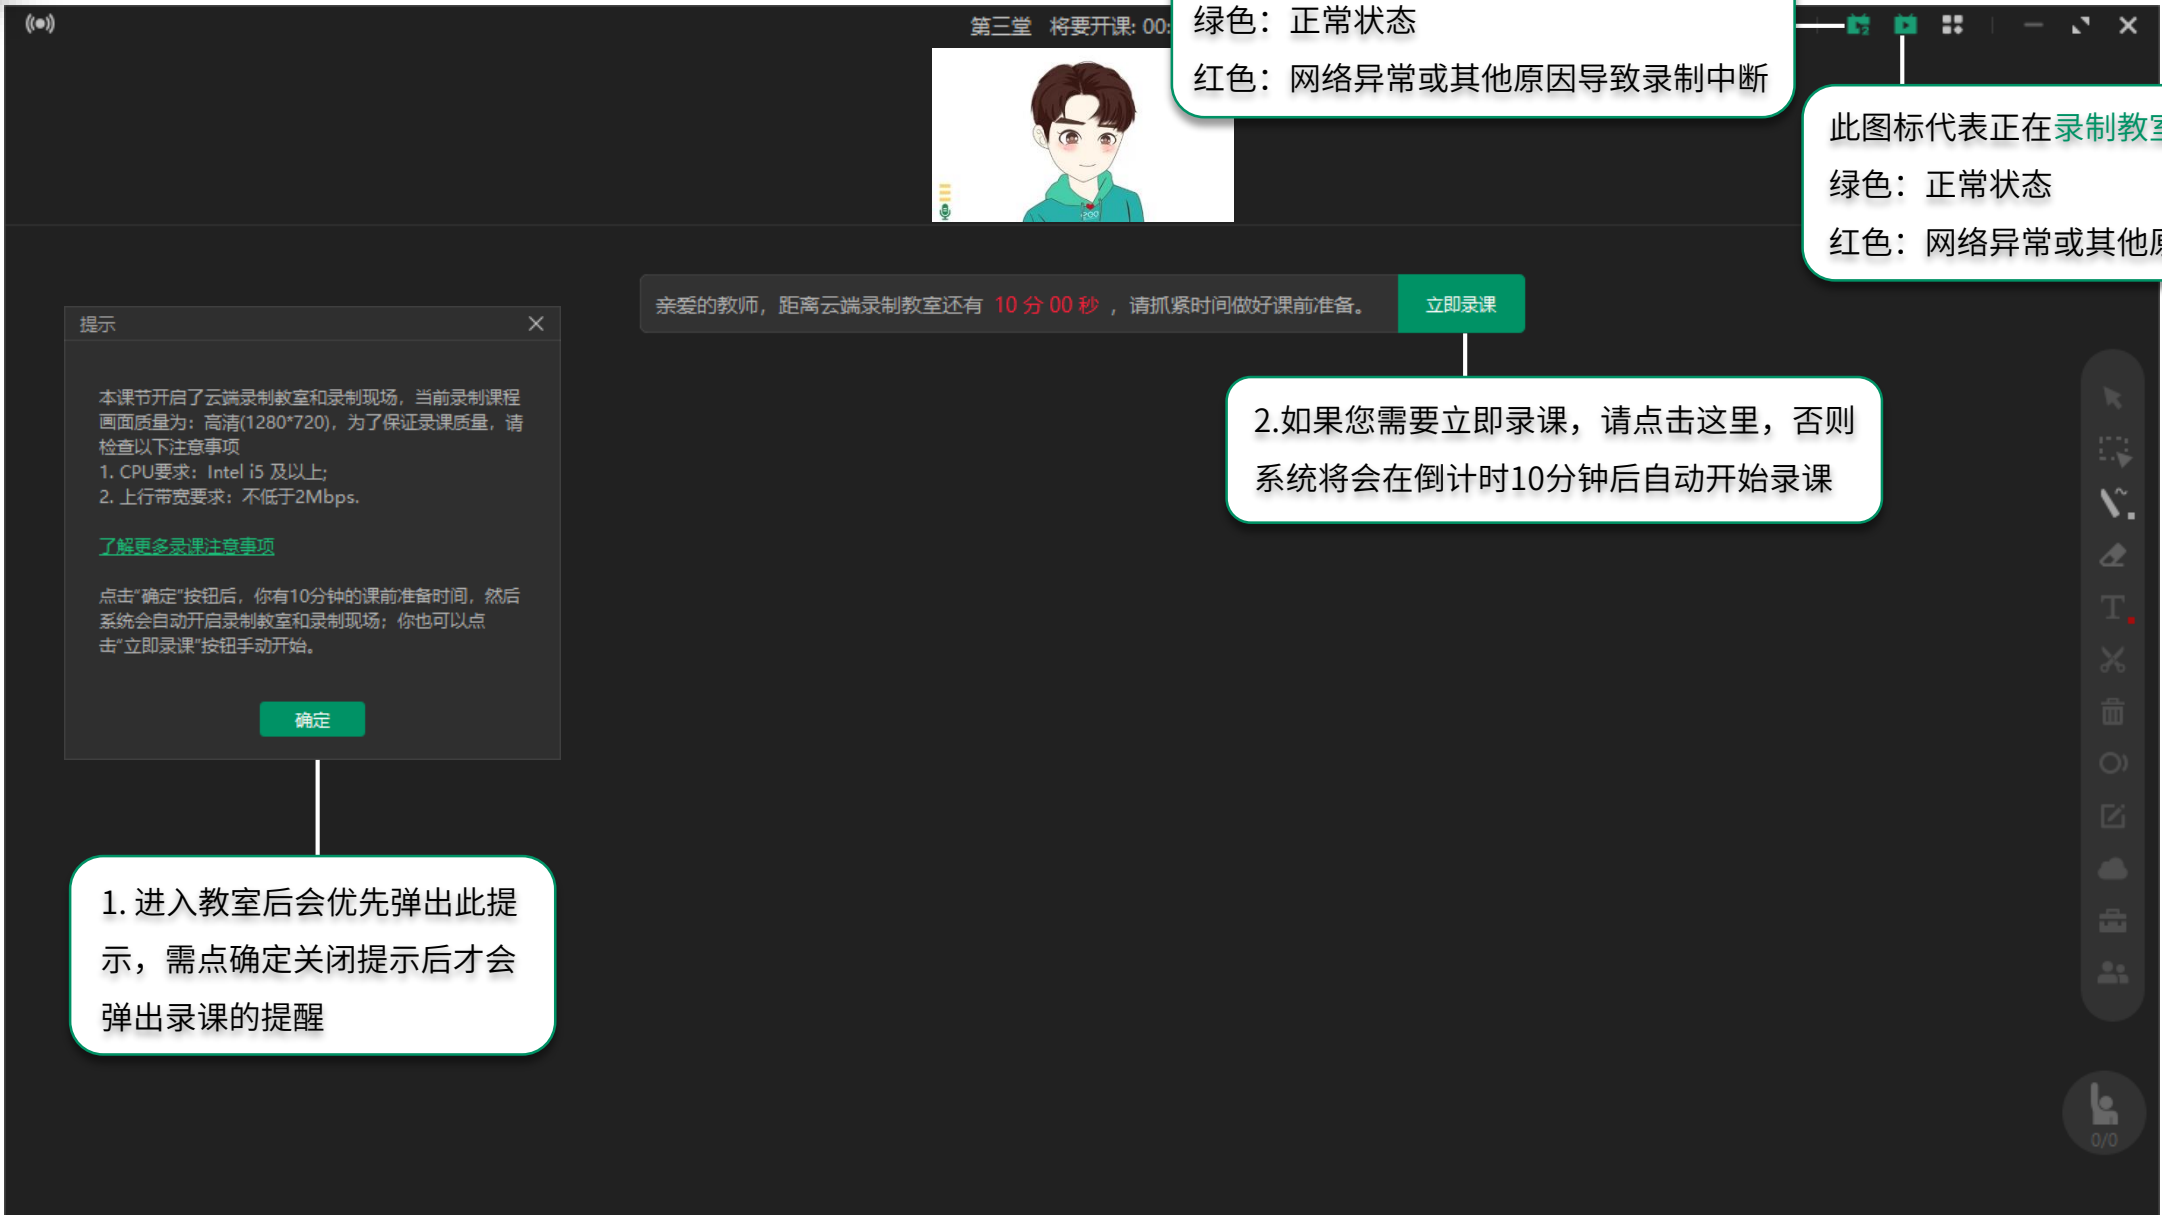 第三堂 将要开课: 00:
绿色：正常状态
红色：网络异常或其他原因导致录制中断
此图标代表正在录制教室
绿色：正常状态
红色：网络异常或其他原
亲爱的教师，距离云端录制教室还有 10 分 00 秒 ，请抓紧时间做好课前准备。
立即录课
2.如果您需要立即录课，请点击这里，否则
系统将会在倒计时10分钟后自动开始录课
提示
本课节开启了云端录制教室和录制现场，当前录制课程
画面质量为：高清(1280*720)，为了保证录课质量，请
检查以下注意事项
1. CPU要求：Intel i5 及以上;
2. 上行带宽要求：不低于2Mbps.
了解更多录课注意事项
点击“确定”按钮后，你有10分钟的课前准备时间，然后
系统会自动开启录制教室和录制现场；你也可以点
击“立即录课”按钮手动开始。
确定
1. 进入教室后会优先弹出此提
示，需点确定关闭提示后才会
弹出录课的提醒
0/0